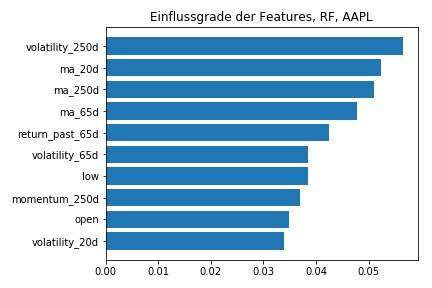 Einflussgrade der Features, RF, AAPL
volatility_250d
ma_20d
ma_250d
ma_65d
return_past_65d
volatility_65d
low
momentum_250d
open
volatility_20d
0.00 0.01 0.02 0.03 0.04 0.05